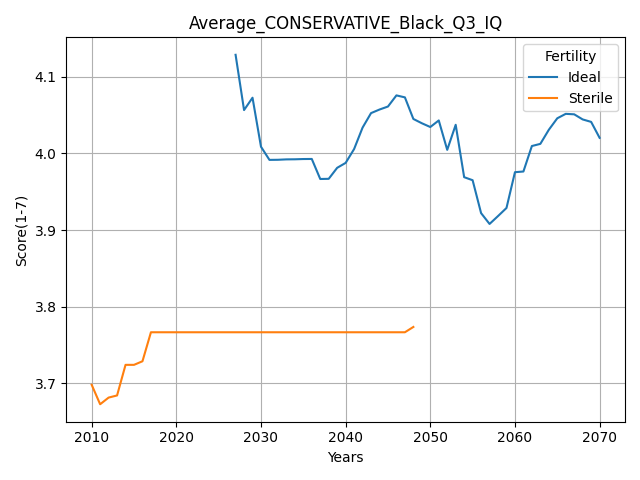 Average_CONSERVATIVE_Black_Q3_IQ
Fertility
Ideal
Sterile
Score(1-7)
4.1
4.0
3.9
3.8
3.7
2010 2020 2030 2040 2050 2060 2070
Years